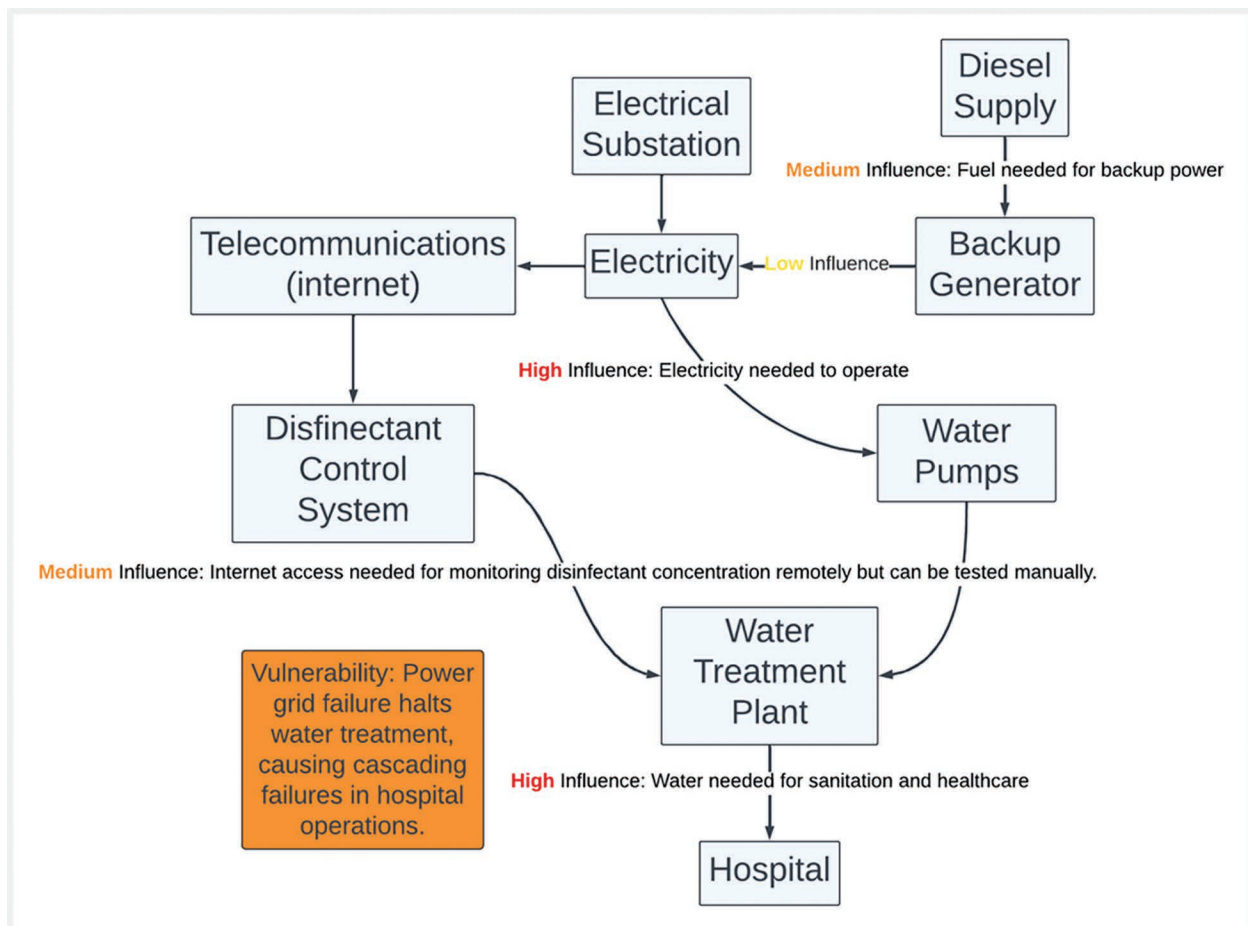 Diesel
Supply
Electrical
Substation
Medium Influence: Fuel needed for backup power
Telecommunications
(internet)
Electricity
Low Influence
Backup
Generator
High Influence: Electricity needed to operate
Disfinectant
Control
System
Water
Pumps
Medium Influence: Internet access needed for monitoring disinfectant concentration remotely but can be tested manually.
Water
Treatment
Plant
Vulnerability: Power
grid failure halts
water treatment,
causing cascading
failures in hospital
operations.
High Influence: Water needed for sanitation and healthcare
Hospital